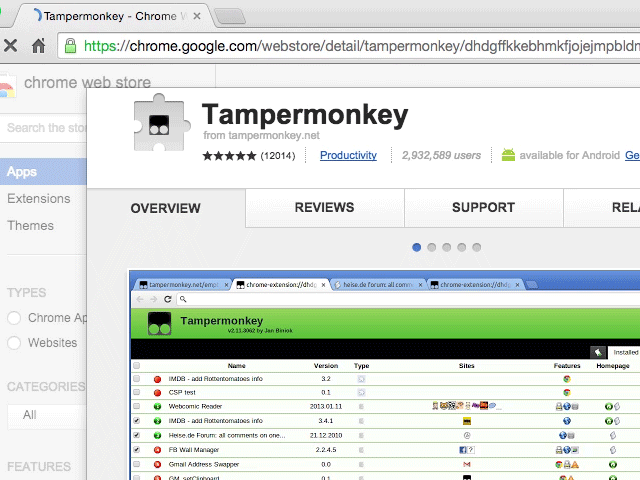 Tampermonkey - Chrome W
https://chrome.google.com/webstore/detail/tampermonkey/dhdgffkkebhmkfjojejmpbldm
chrome web store
Search the sto
Apps
Extensions
Themes
TYPES
Chrome Ap
Websites
CATEGORIES
All
FEATURES
Tampermonkey
from tampermonkey.net
(12014)
Productivity
2,932,589 users
available for Android
Ge
OVERVIEW
REVIEWS
SUPPORT
RELA
tampermonkey.net/empt
chrome-extension://dhdg
heise.de forum: all comm
chrome-extension://dhdg
Tampermonkey
v2.11.3062 by Jan Biniok
Installed
Name Version Type Sites Features Homepage
IMDB - add Rottentomatoes info 3.2
CSP test 0.1
Webcomic Reader 2013.01.11
IMDB - add Rottentomatoes info 3.4.1
Heise.de Forum: all comments on one... 21.12.2010
FB Wall Manager 2.2.4.5
Gmail Address Swapper 0.0
GM_setClipboard 0.1